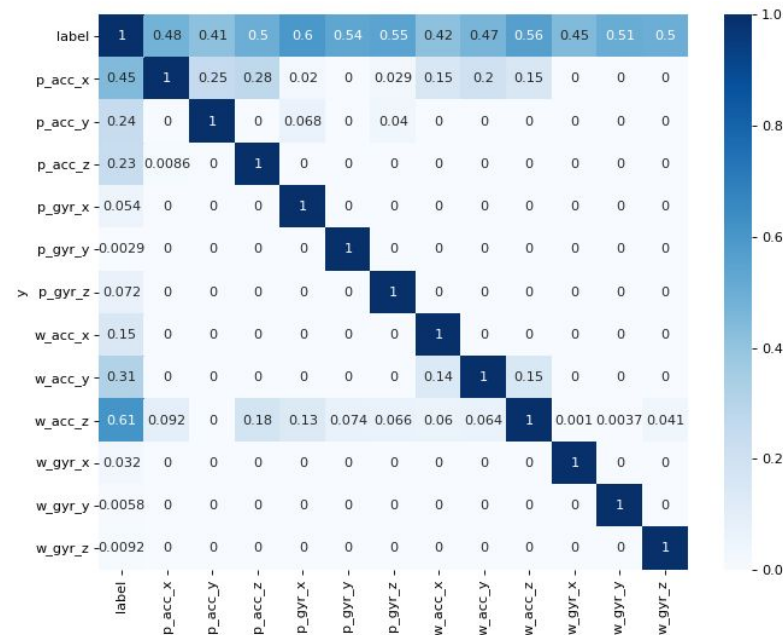 label 1 0.48 0.41 0.5 0.6 0.54 0.55 0.42 0.47 0.56 0.45 0.51 0.5
p_acc_x 0.45 1 0.25 0.28 0.02 0 0.029 0.15 0.2 0.15 0 0 0
p_acc_y 0.24 0 1 0 0.068 0 0.04 0 0 0 0 0 0
p_acc_z 0.23 0.0086 0 1 0 0 0 0 0 0 0 0 0
p_gyr_x 0.054 0 0 0 1 0 0 0 0 0 0 0 0
p_gyr_y 0.0029 0 0 0 0 1 0 0 0 0 0 0 0
y
p_gyr_z 0.072 0 0 0 0 0 1 0 0 0 0 0 0
w_acc_x 0.15 0 0 0 0 0 0 1 0 0 0 0 0
w_acc_y 0.31 0 0 0 0 0 0 0.14 1 0.15 0 0 0
w_acc_z 0.61 0.092 0 0.18 0.13 0.074 0.066 0.06 0.064 1 0.001 0.0037 0.041
w_gyr_x 0.032 0 0 0 0 0 0 0 0 0 1 0 0
w_gyr_y 0.0058 0 0 0 0 0 0 0 0 0 0 1 0
w_gyr_z 0.0092 0 0 0 0 0 0 0 0 0 0 0 1
label p_acc_x p_acc_y p_acc_z p_gyr_x p_gyr_y p_gyr_z w_acc_x w_acc_y w_acc_z w_gyr_x w_gyr_y w_gyr_z
1.0
0.8
0.6
0.4
0.2
0.0